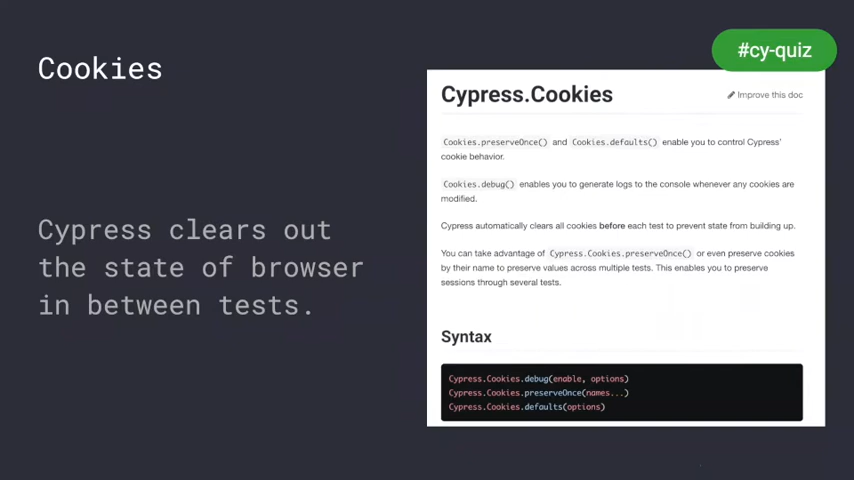 Cookies
#cy-quiz
Cypress clears out
the state of browser
in between tests.
Cypress.Cookies
Improve this doc
Cookies.preserveOnce() and Cookies.defaults() enable you to control Cypress'
cookie behavior.
Cookies.debug() enables you to generate logs to the console whenever any cookies are
modified.
Cypress automatically clears all cookies before each test to prevent state from building up.
You can take advantage of Cypress.Cookies.preserveOnce() or even preserve cookies
by their name to preserve values across multiple tests. This enables you to preserve
sessions through several tests.
Syntax
Cypress.Cookies.debug(enable, options)
Cypress.Cookies.preserveOnce(names...)
Cypress.Cookies.defaults(options)